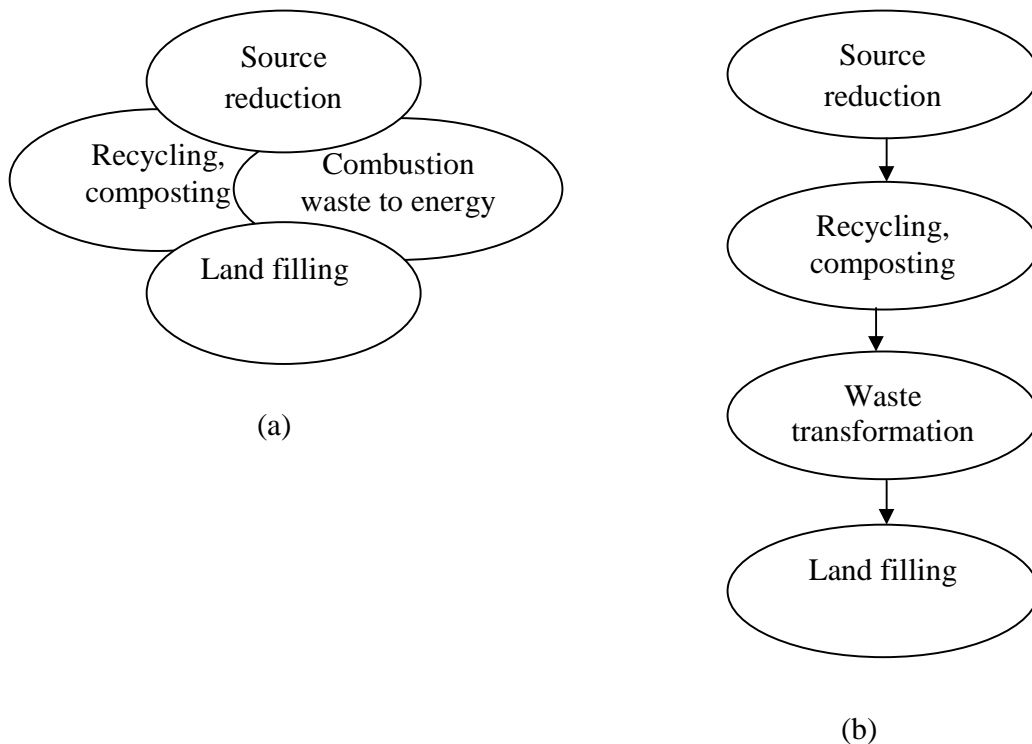 Source
reduction
Recycling,
composting
Combustion
waste to energy
Land filling
(a)
Source
reduction
Recycling,
composting
Waste
transformation
Land filling
(b)